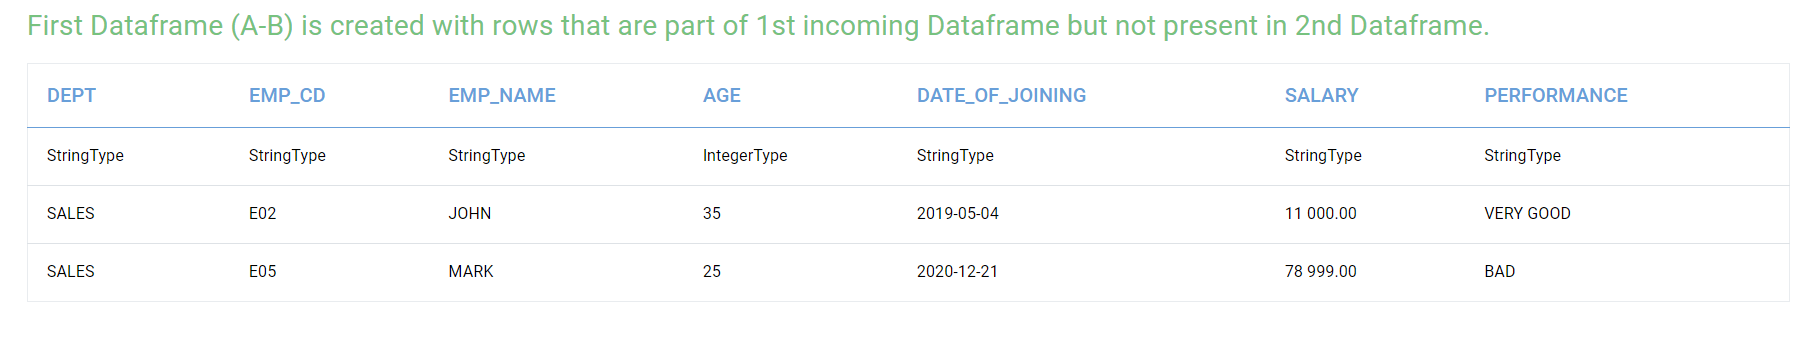 First Dataframe (A-B) is created with rows that are part of 1st incoming Dataframe but not present in 2nd Dataframe.
DEPT EMP_CD EMP_NAME AGE DATE_OF_JOINING SALARY PERFORMANCE
StringType StringType StringType IntegerType StringType StringType StringType
SALES E02 JOHN 35 2019-05-04 11 000.00 VERY GOOD
SALES E05 MARK 25 2020-12-21 78 999.00 BAD